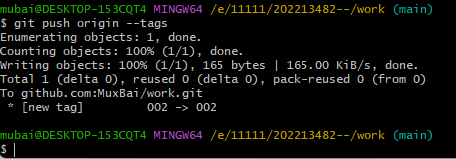 mubai@DESKTOP-153CQT4 MINGW64 /e/11111/202213482--/work (main)
$ git push origin --tags
Enumerating objects: 1, done.
Counting objects: 100% (1/1), done.
Writing objects: 100% (1/1), 165 bytes | 165.00 KiB/s, done.
Total 1 (delta 0), reused 0 (delta 0), pack-reused 0 (from 0)
To github.com:MuxBai/work.git
 * [new tag]         002 -> 002

mubai@DESKTOP-153CQT4 MINGW64 /e/11111/202213482--/work (main)
$